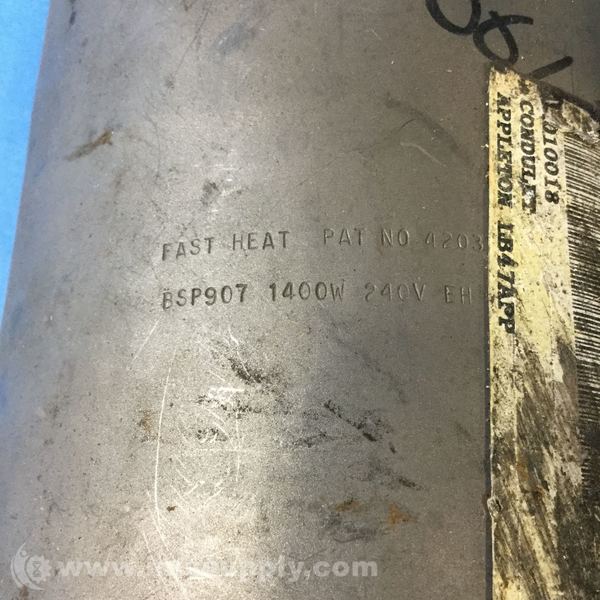 FAST HEAT PAT NO 4203
BSP907 1400W 240V EH
010018
CONDULET
APPLETON LB47APP